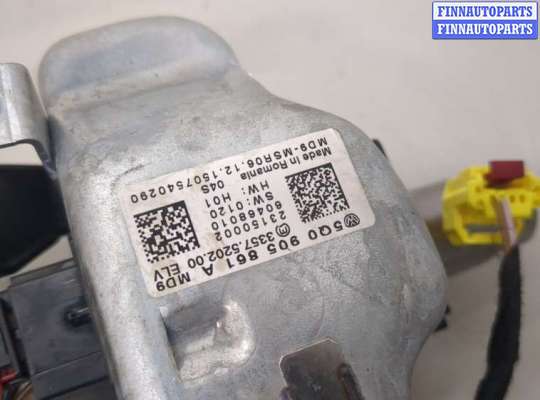 FINNAUTOPARTS
FINNAUTOPARTS
5Q0 905 861 A MD9
3357.5202.00 ELV
23150002
60468010
SW: 0120
HW: H01
04S
Made in Romania
MD9-MSR06.12.1507540290